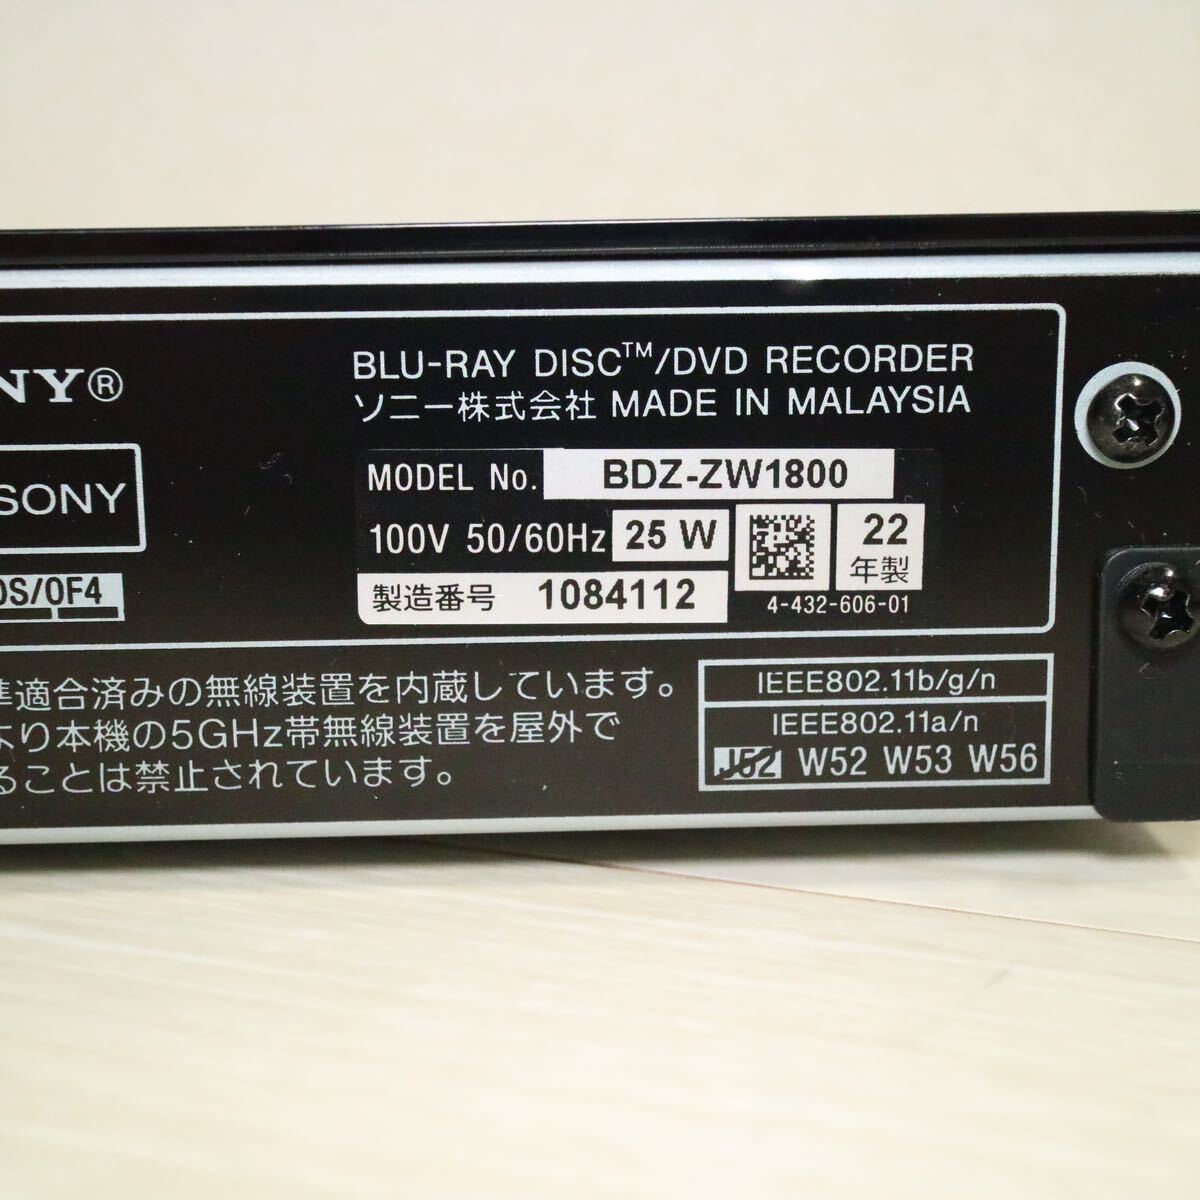 NY®
SONY
OS/OF4
BLU-RAY DISC™/DVD RECORDER
ソニー株式会社 MADE IN MALAYSIA
MODEL No. BDZ-ZW1800
100V 50/60Hz 25 W
22
年製
製造番号 1084112
4-432-606-01
準適合済みの無線装置を内蔵しています。
より本機の5GHz帯無線装置を屋外で
ることは禁止されています。
IEEE802.11b/g/n
IEEE802.11a/n
J52 W52 W53 W56